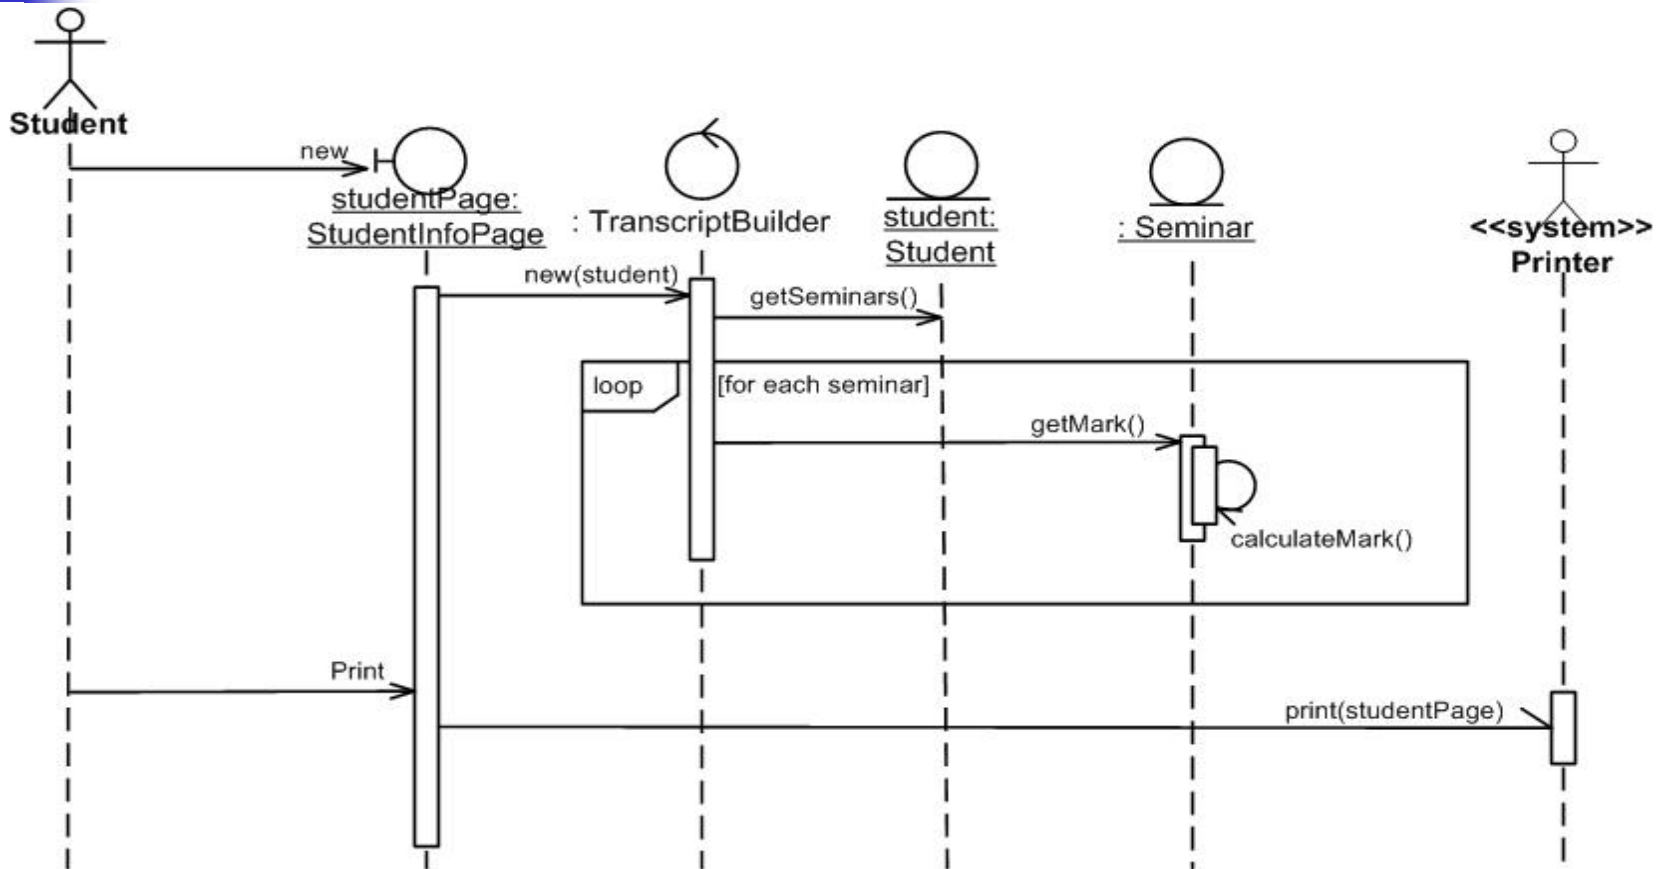 Student
new
studentPage:
StudentInfoPage
: TranscriptBuilder
student:
Student
: Seminar
<<system>>
Printer
new(student)
getSeminars()
loop
[for each seminar]
getMark()
calculateMark()
Print
print(studentPage)